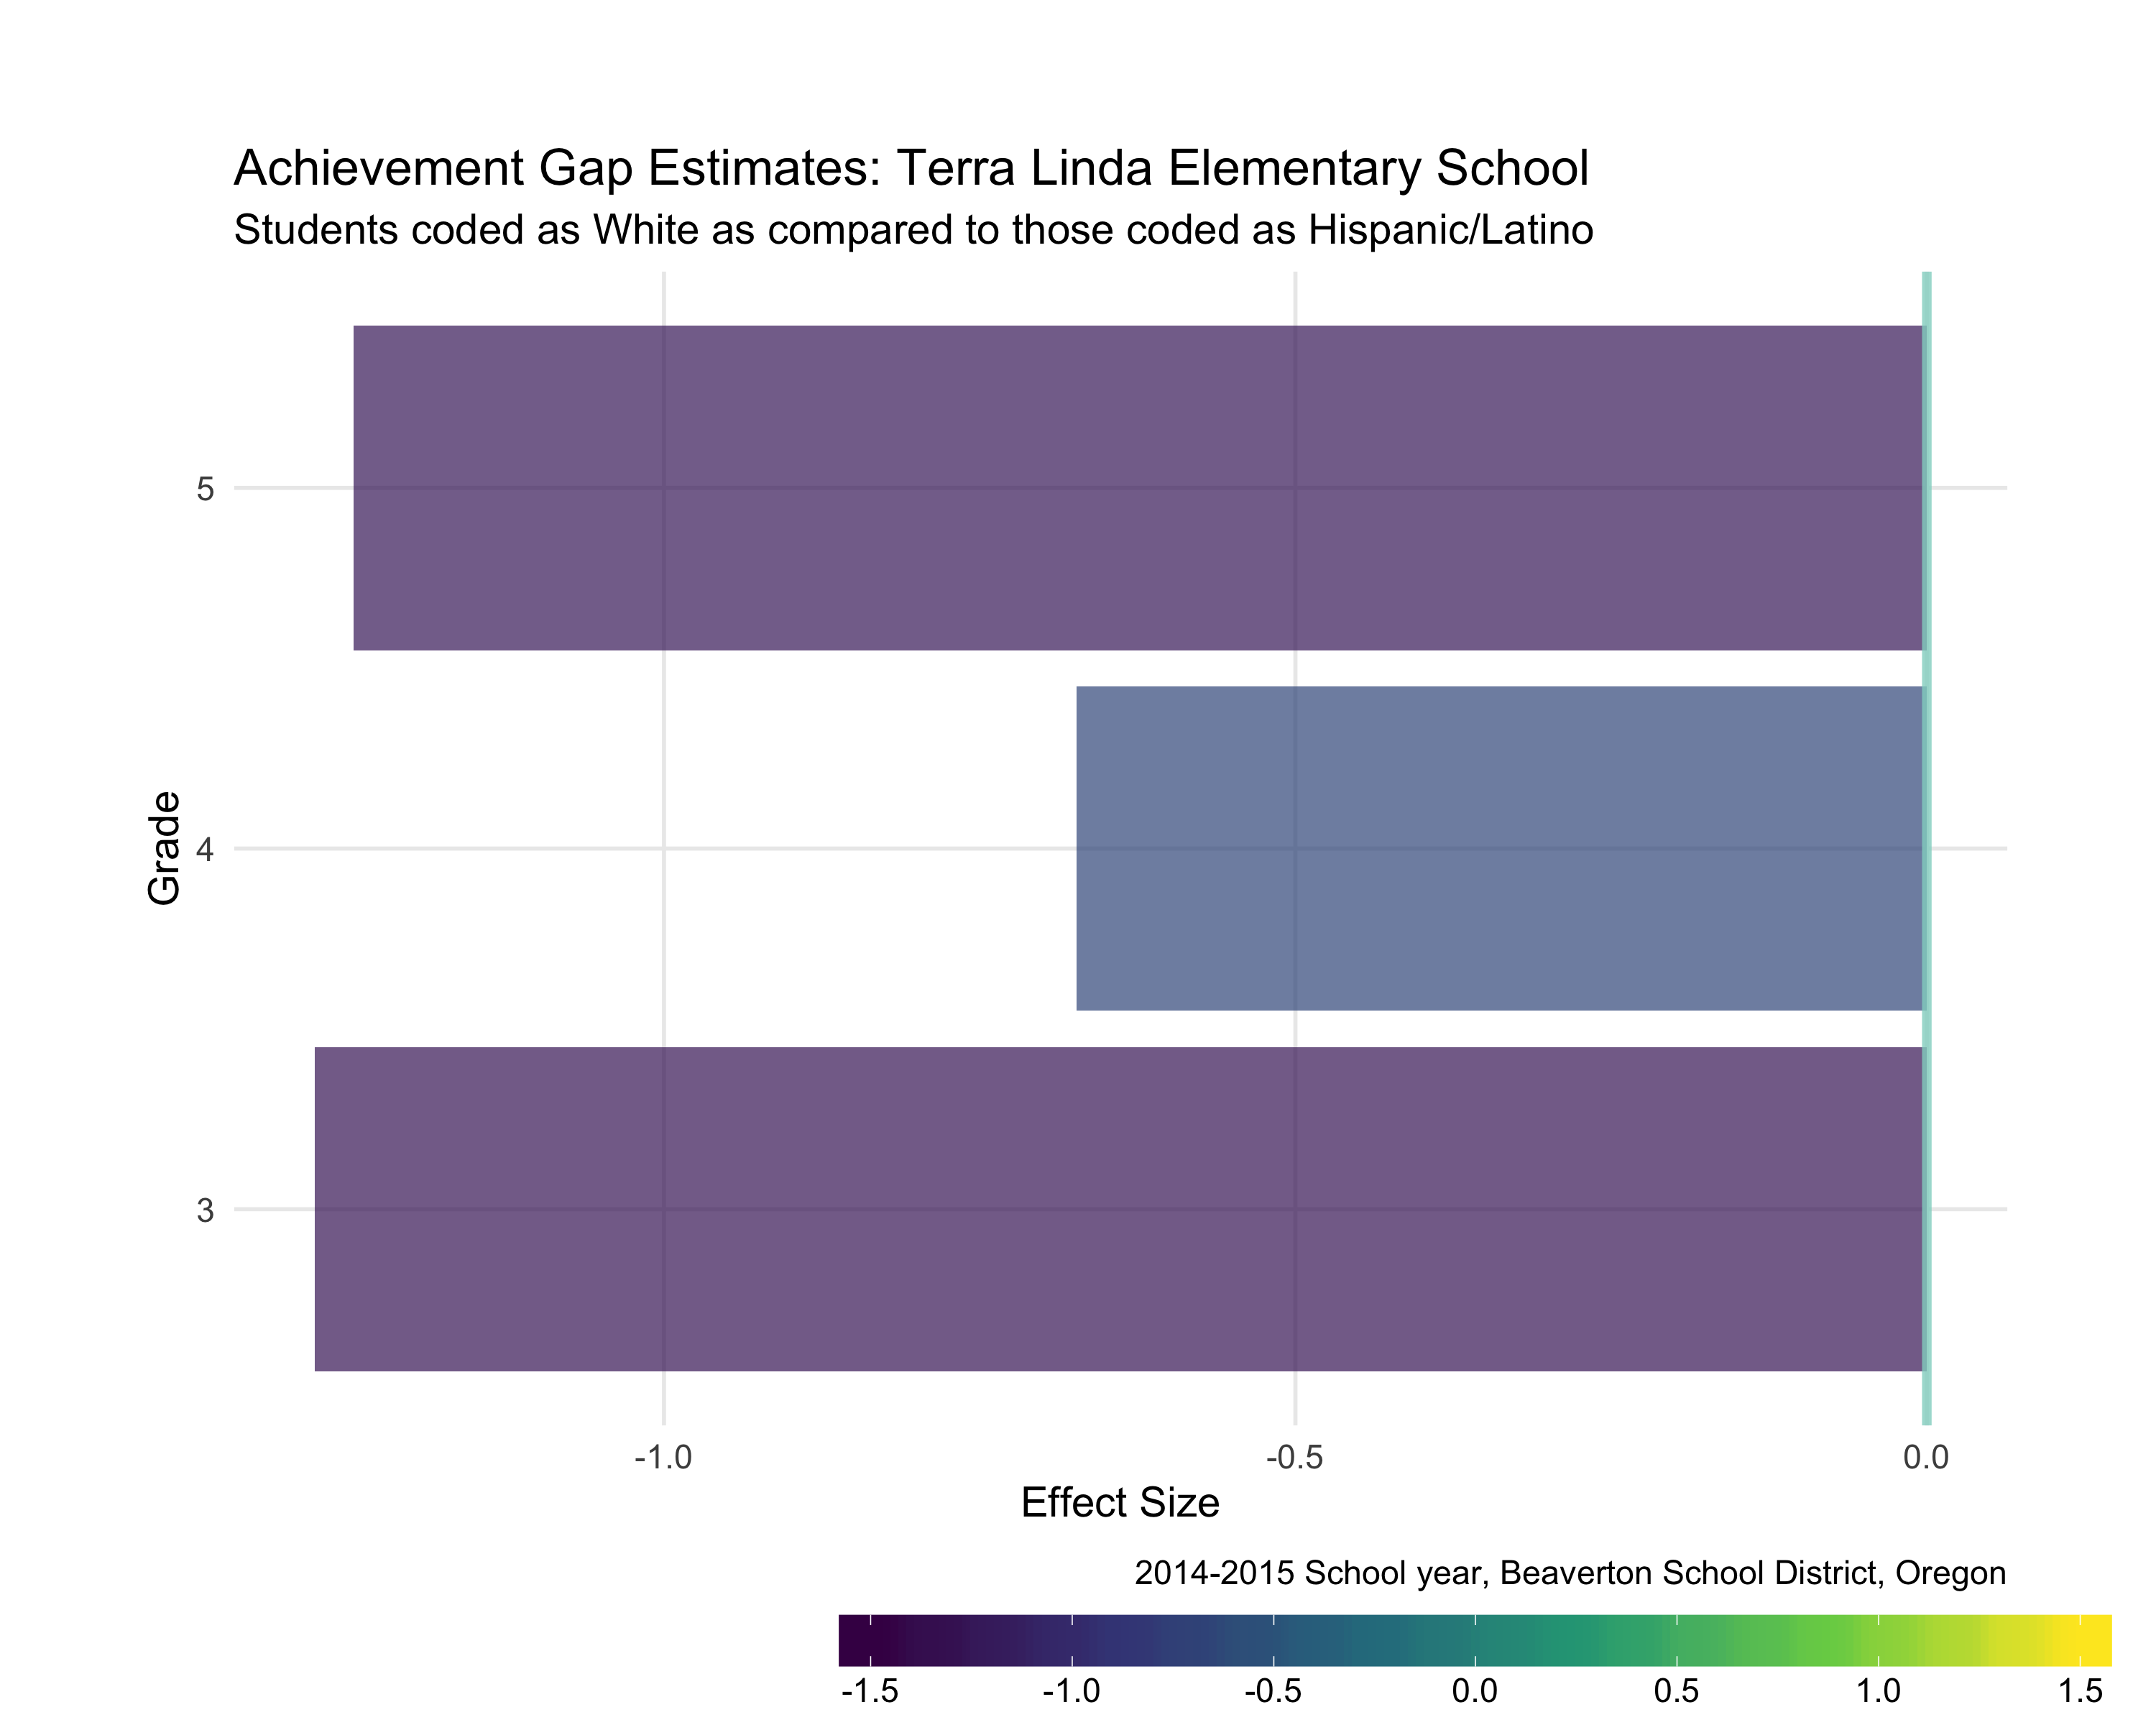 Achievement Gap Estimates: Terra Linda Elementary School
Students coded as White as compared to those coded as Hispanic/Latino
5
4
3
Grade
-1.0 -0.5 0.0
Effect Size
2014-2015 School year, Beaverton School District, Oregon
-1.5 -1.0 -0.5 0.0 0.5 1.0 1.5